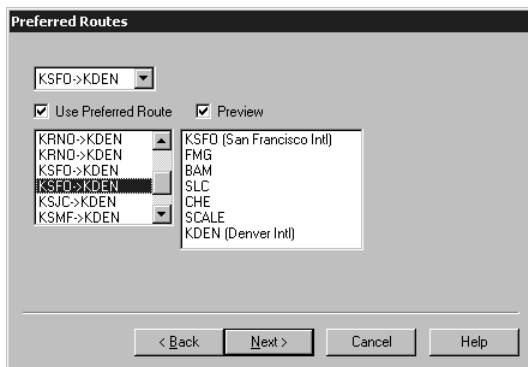 Preferred Routes
KSFO->KDEN
Use Preferred Route
Preview
KRNO->KDEN
KRNO->KDEN
KSFO->KDEN
KSFO->KDEN
KSJC->KDEN
KSMF->KDEN
KSFO (San Francisco Intl)
FMG
BAM
SLC
CHE
SCALE
KDEN (Denver Intl)
< Back
Next >
Cancel
Help